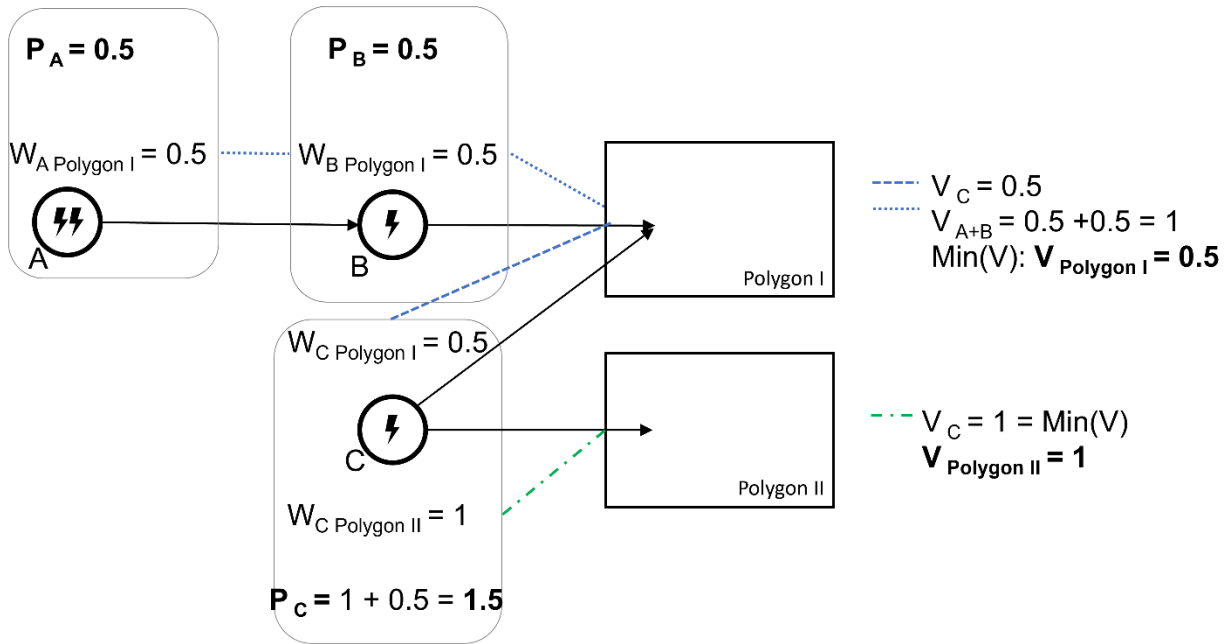 P A = 0.5
P B = 0.5
W A Polygon I = 0.5
W B Polygon I = 0.5
A
B
Polygon I
V C = 0.5
V A+B = 0.5 +0.5 = 1
Min(V): V Polygon I = 0.5
W C Polygon I = 0.5
C
Polygon II
V C = 1 = Min(V)
V Polygon II = 1
W C Polygon II = 1
P C = 1 + 0.5 = 1.5